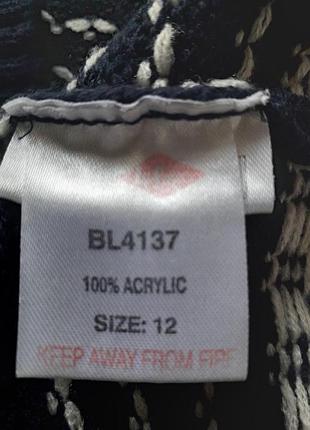 BL4137
100% ACRYLIC
SIZE: 12
KEEP AWAY FROM FIRE